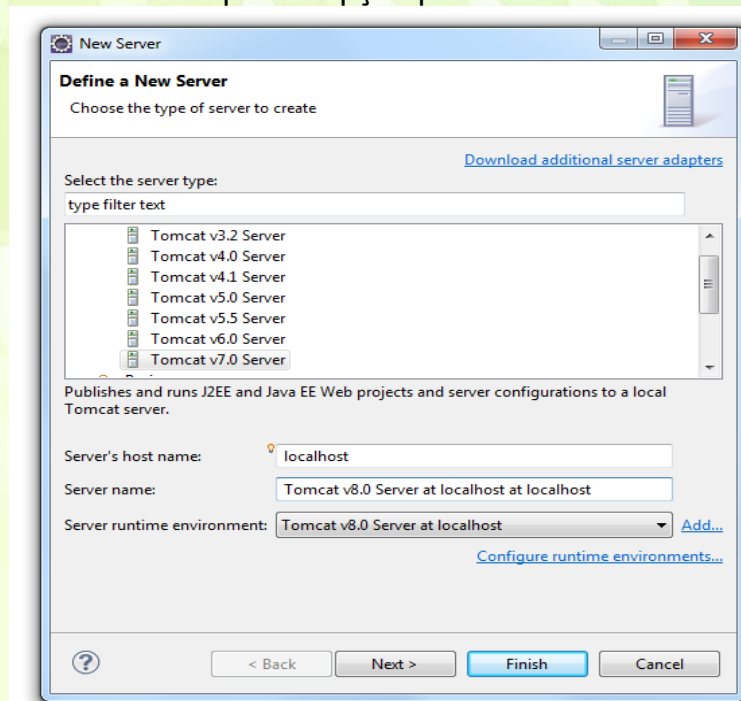 New Server
Define a New Server
Choose the type of server to create
Download additional server adapters
Select the server type:
type filter text
Tomcat v3.2 Server
Tomcat v4.0 Server
Tomcat v4.1 Server
Tomcat v5.0 Server
Tomcat v5.5 Server
Tomcat v6.0 Server
Tomcat v7.0 Server
Publishes and runs J2EE and Java EE Web projects and server configurations to a local
Tomcat server.
Server's host name: localhost
Server name: Tomcat v8.0 Server at localhost at localhost
Server runtime environment: Tomcat v8.0 Server at localhost Add...
Configure runtime environments...
? < Back Next > Finish Cancel